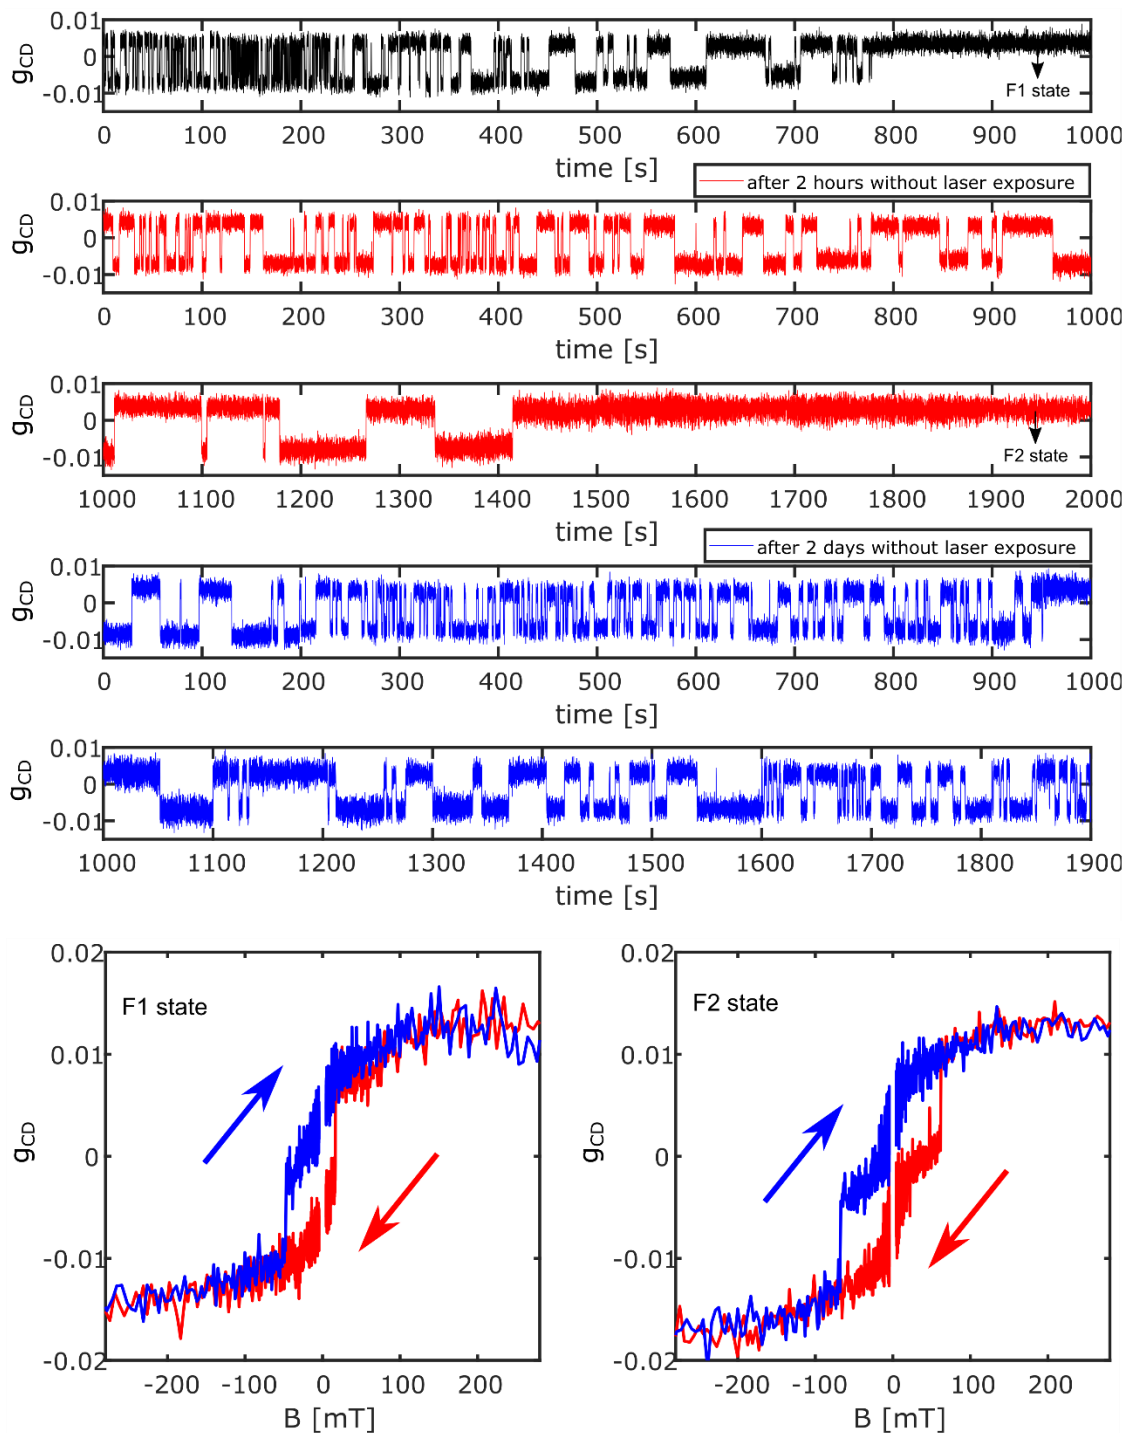 0.01
0
-0.01
g_CD
F1 state
0 100 200 300 400 500 600 700 800 900 1000
time [s]
after 2 hours without laser exposure
0.01
0
-0.01
g_CD
0 100 200 300 400 500 600 700 800 900 1000
time [s]
0.01
0
-0.01
g_CD
F2 state
1000 1100 1200 1300 1400 1500 1600 1700 1800 1900 2000
time [s]
after 2 days without laser exposure
0.01
0
-0.01
g_CD
0 100 200 300 400 500 600 700 800 900 1000
time [s]
0.01
0
-0.01
g_CD
1000 1100 1200 1300 1400 1500 1600 1700 1800 1900
time [s]
0.02
0.01
0
-0.01
-0.02
g_CD
F1 state
-200 -100 0 100 200
B [mT]
0.02
0.01
0
-0.01
-0.02
g_CD
F2 state
-200 -100 0 100 200
B [mT]